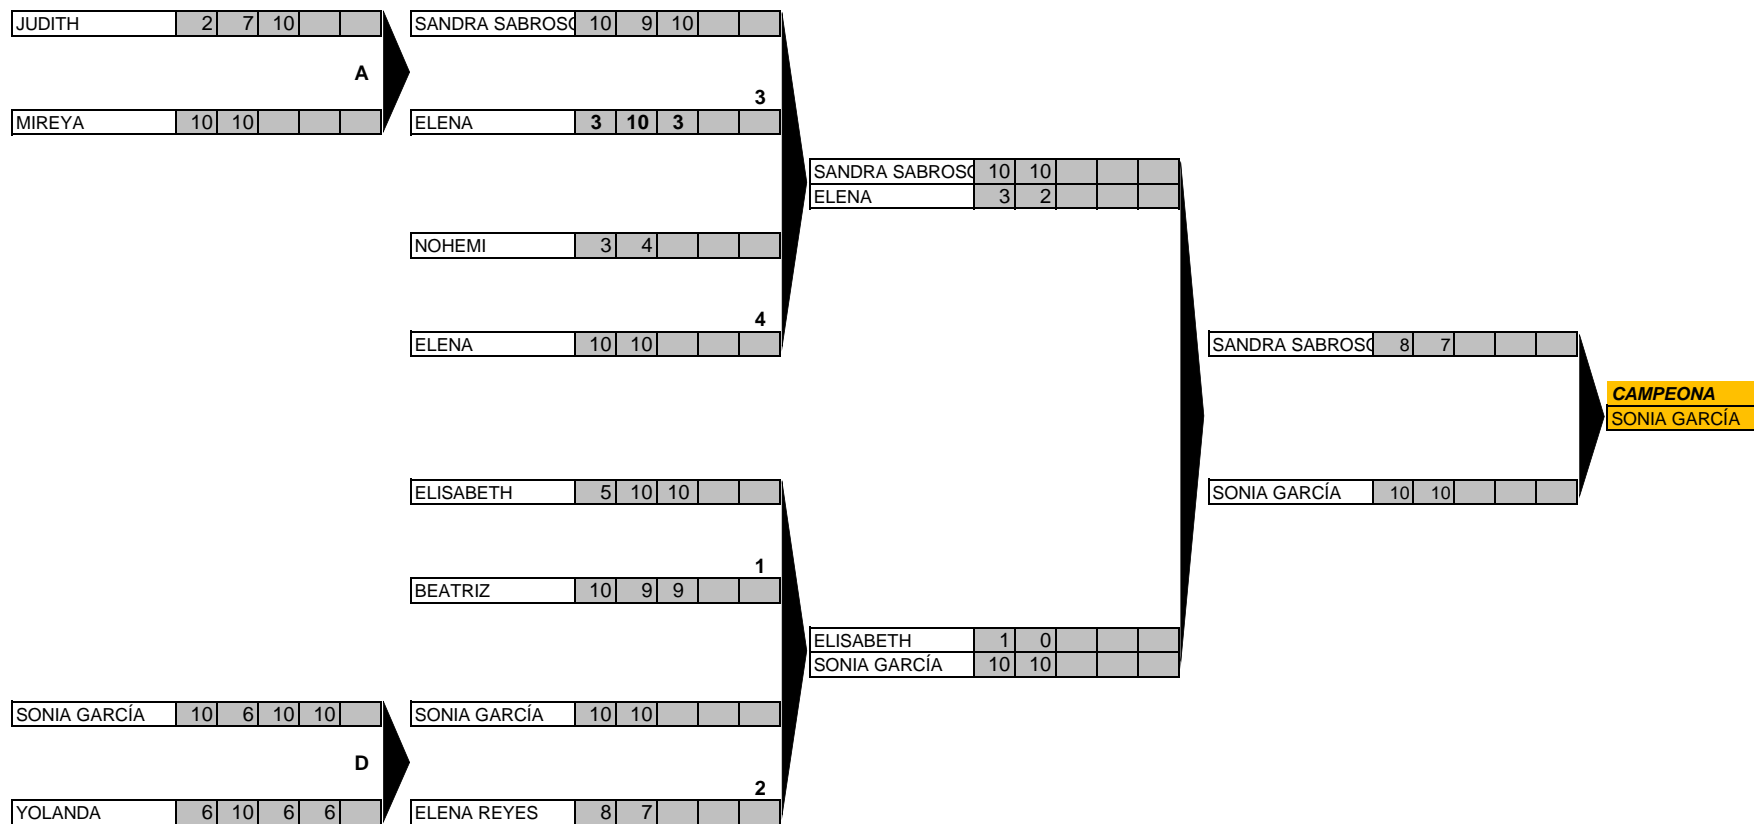 JUDITH 2 7 10
SANDRA SABROSO 10 9 10
A
3
MIREYA 10 10
ELENA 3 10 3
SANDRA SABROSO 10 10
ELENA 3 2
NOHEMI 3 4
4
ELENA 10 10
SANDRA SABROSO 8 7
CAMPEONA
SONIA GARCÍA
ELISABETH 5 10 10
SONIA GARCÍA 10 10
1
BEATRIZ 10 9 9
ELISABETH 1 0
SONIA GARCÍA 10 10
SONIA GARCÍA 10 6 10 10
SONIA GARCÍA 10 10
D
2
YOLANDA 6 10 6 6
ELENA REYES 8 7